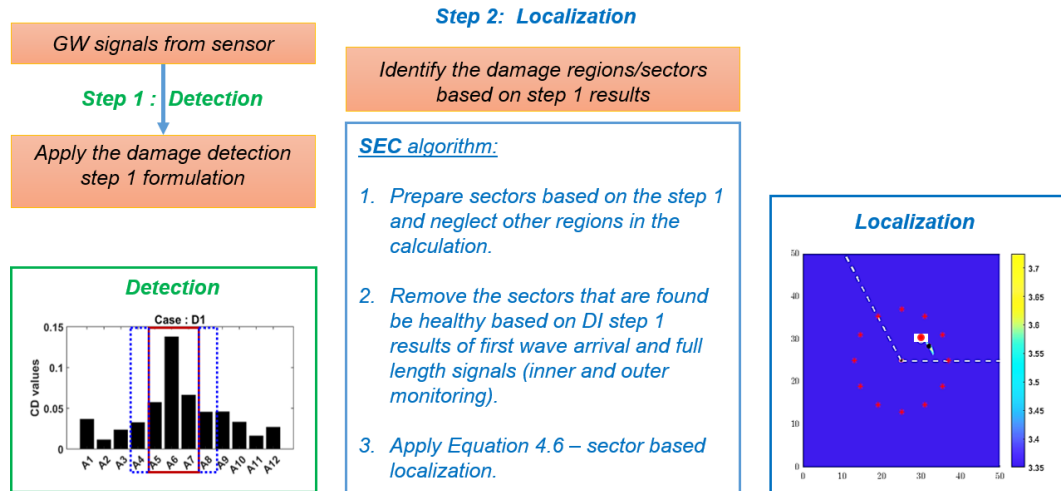 Step 2: Localization
GW signals from sensor
Step 1 : Detection
Apply the damage detection
step 1 formulation
Identify the damage regions/sectors
based on step 1 results
SEC algorithm:
1. Prepare sectors based on the step 1
and neglect other regions in the
calculation.
2. Remove the sectors that are found
be healthy based on DI step 1
results of first wave arrival and full
length signals (inner and outer
monitoring).
3. Apply Equation 4.6 – sector based
localization.
Detection
Case : D1
CD values
0.15
0.1
0.05
0
A1 A2 A3 A4 A5 A6 A7 A8 A9 A10 A11 A12
Localization
50
40
30
20
10
0
0 10 20 30 40 50
3.7
3.65
3.6
3.55
3.5
3.45
3.4
3.35